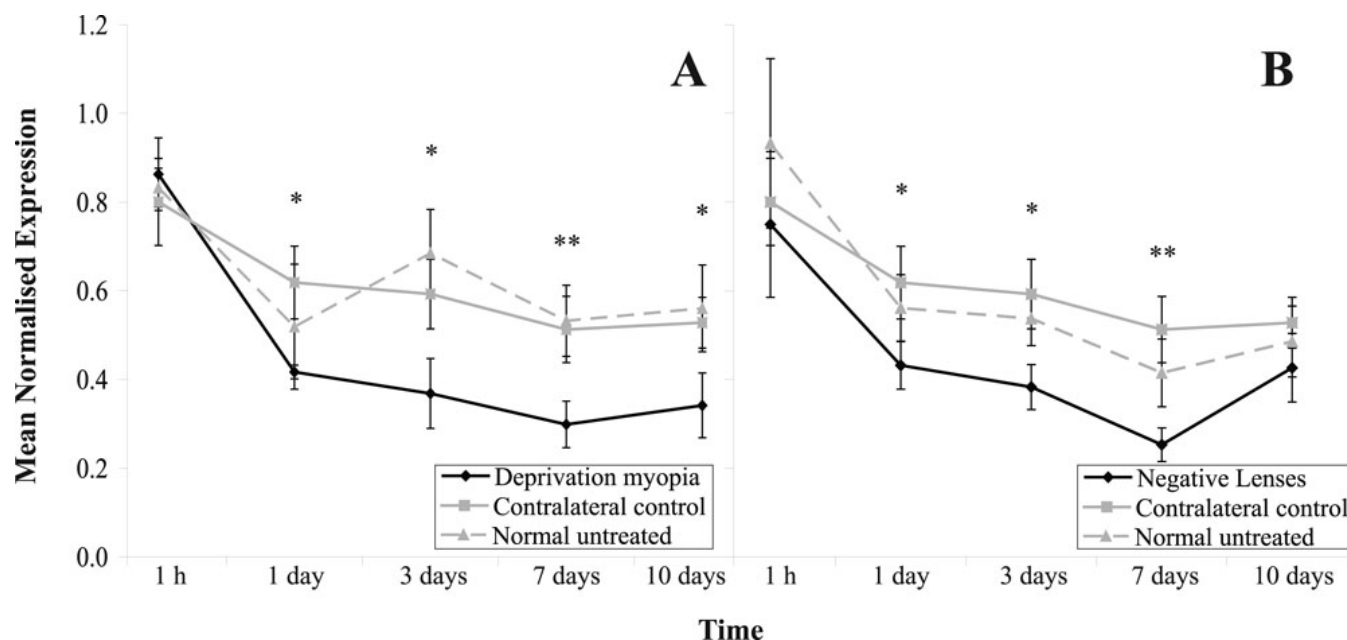 Mean Normalised Expression
1.2
1.0
0.8
0.6
0.4
0.2
0.0
A
*
*
**
*
Deprivation myopia
Contralateral control
Normal untreated
1 h
1 day
3 days
7 days
10 days
B
*
*
**
Negative Lenses
Contralateral control
Normal untreated
1 h
1 day
3 days
7 days
10 days
Time